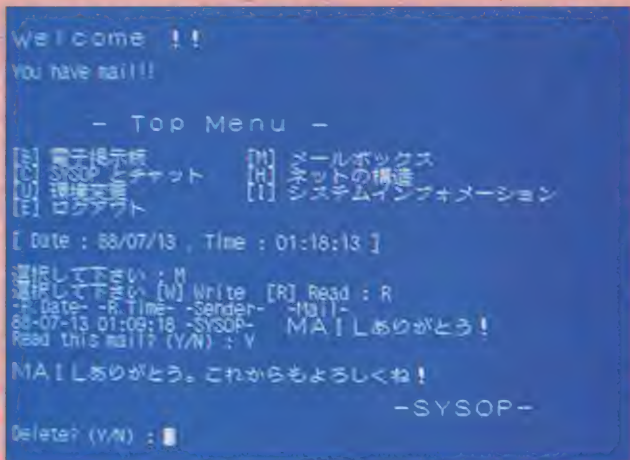 Welcome !!
You have mail!!
- Top Menu -
[B] 電子掲示板 [M] メールボックス
[C] SYSOP とチャット [H] ネットの構造
[U] 環境変更 [I] システムインフォメーション
[E] ログアウト
[ Date : 88/07/13 , Time : 01:18:13 ]
選択して下さい : M
選択して下さい [W] Write [R] Read : R
-R.Date- -R.Time- -Sender- -Mail-
88-07-13 01:09:18 -SYSOP- MAILありがとう!
Read this mail? (Y/N) : Y
MAILありがとう。これからもよろしくね!
-SYSOP-
Delete? (Y/N) :